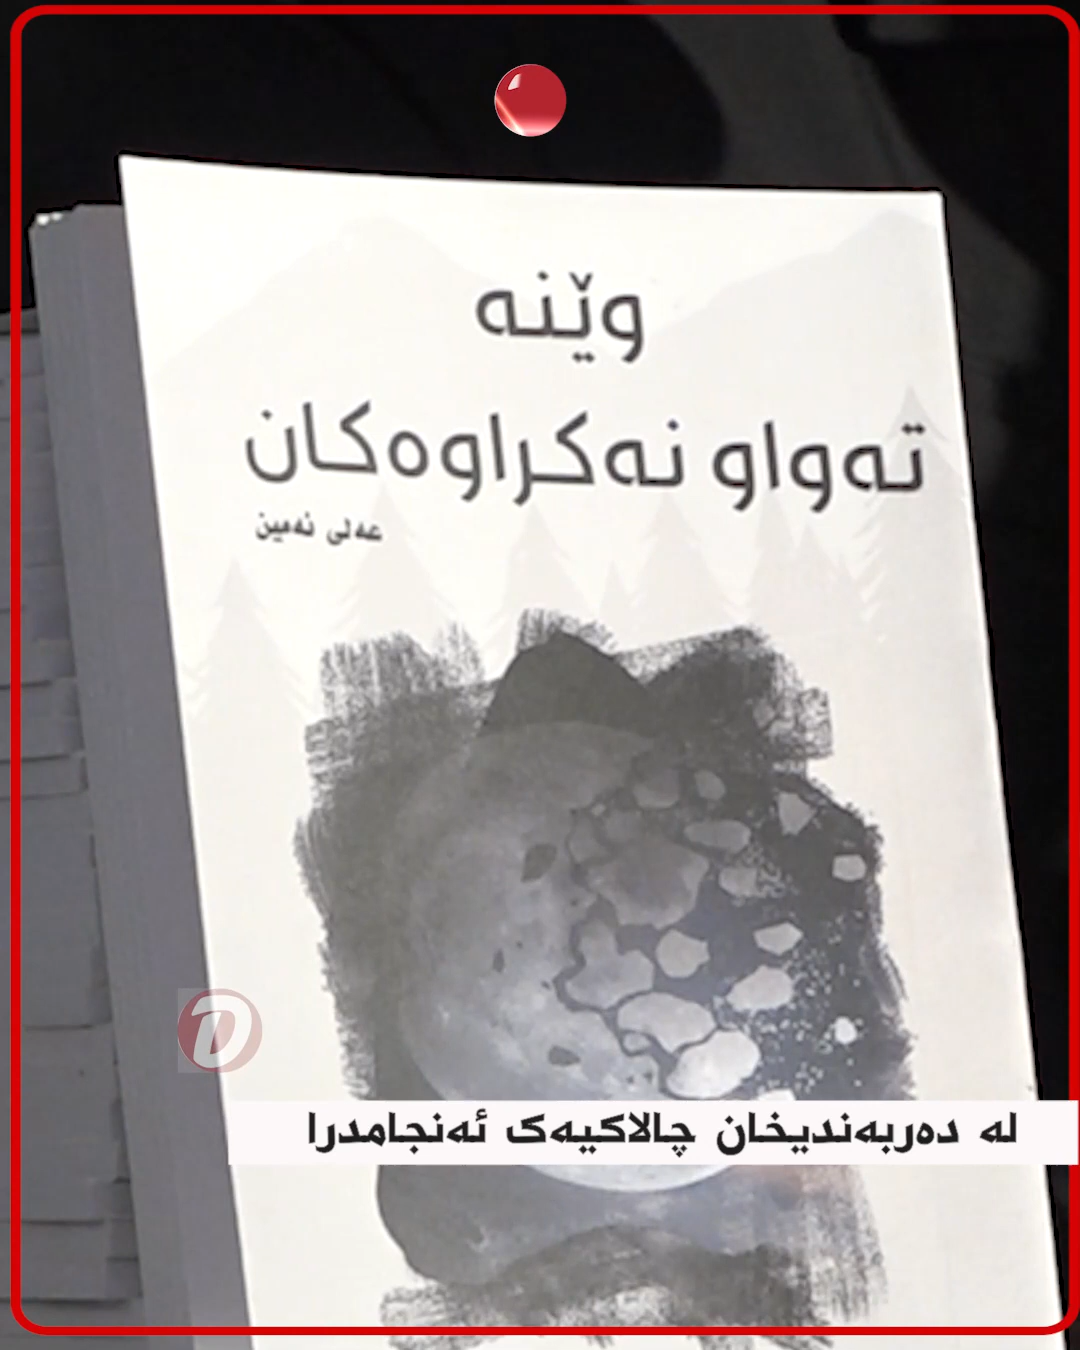 وێنە
تەواو نەکراوەکان
عەلی ئەمین
D
لە دەربەندیخان چالاکیەک ئەنجامدرا